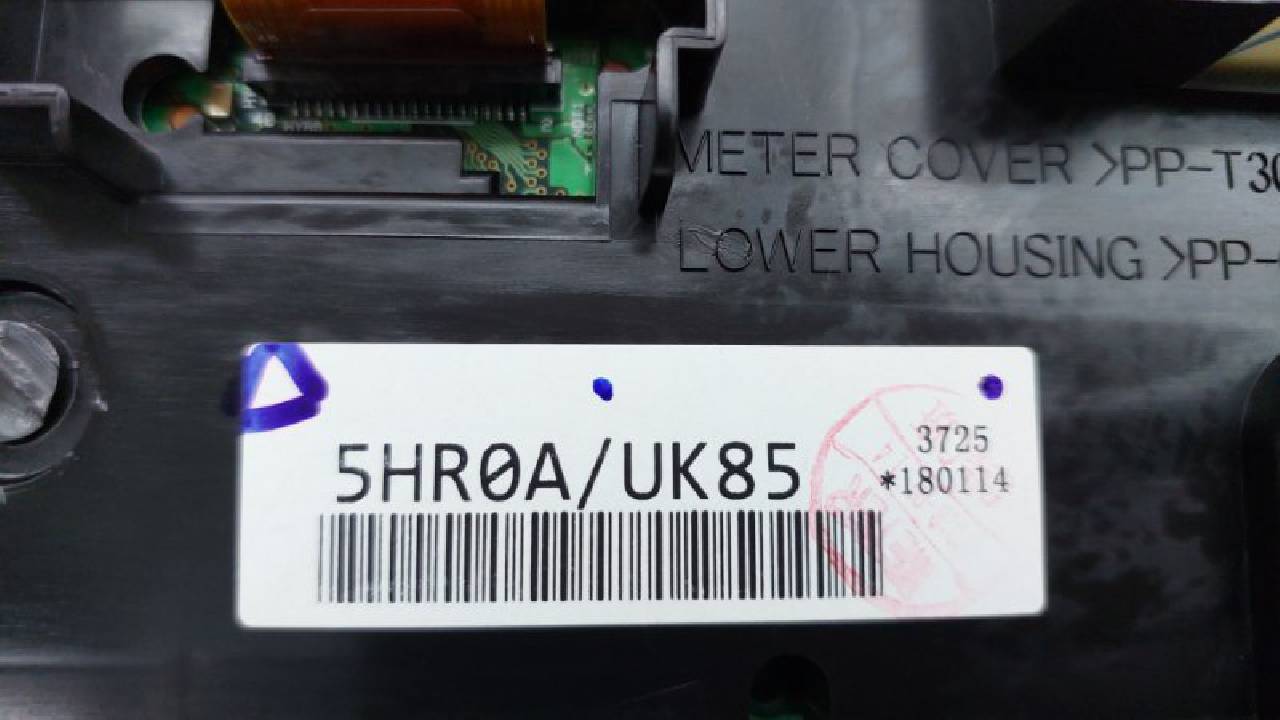 METER COVER >PP-T30
LOWER HOUSING >PP-
5HR0A/UK85
3725
*180114